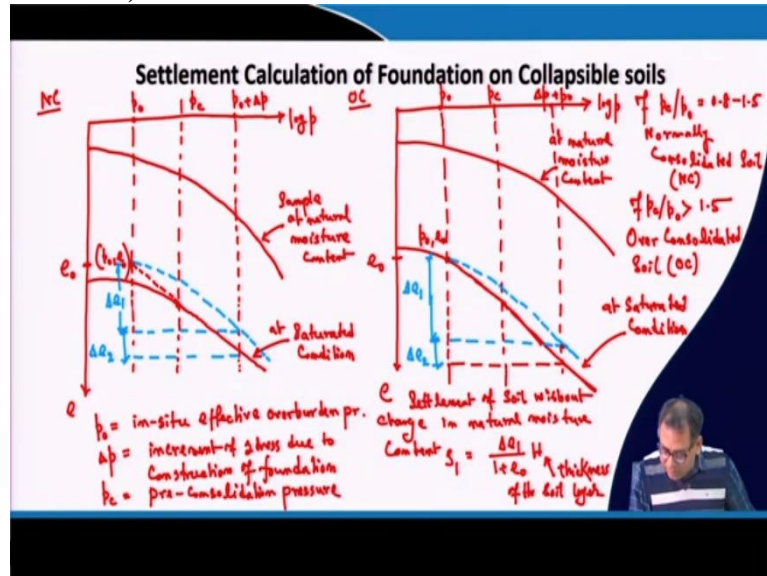 Settlement Calculation of Foundation on Collapsible soils
NC
p₀
p_c
p₀+Δp
log p
Sample
at natural
moisture
Content
e₀
(p₀, e₀)
Δe₁
Δe₂
at Saturated
Condition
e
p₀ = in-situ effective overburden pr.
Δp = increment of stress due to
Construction of foundation
p_c = pre-consolidation pressure
OC
p₀
p_c
Δp+p₀
log p
at natural
moisture
Content
p₀, e₀
e₀
Δe₁
Δe₂
at Saturated
Condition
e
If p_c/p₀ = 0.8-1.5
Normally
Consolidated Soil
(NC)
If p_c/p₀ > 1.5
Over Consolidated
Soil (OC)
Settlement of Soil without
change in natural moisture
Content S₁ = Δe₁/(1+e₀) H
thickness
of the soil layer